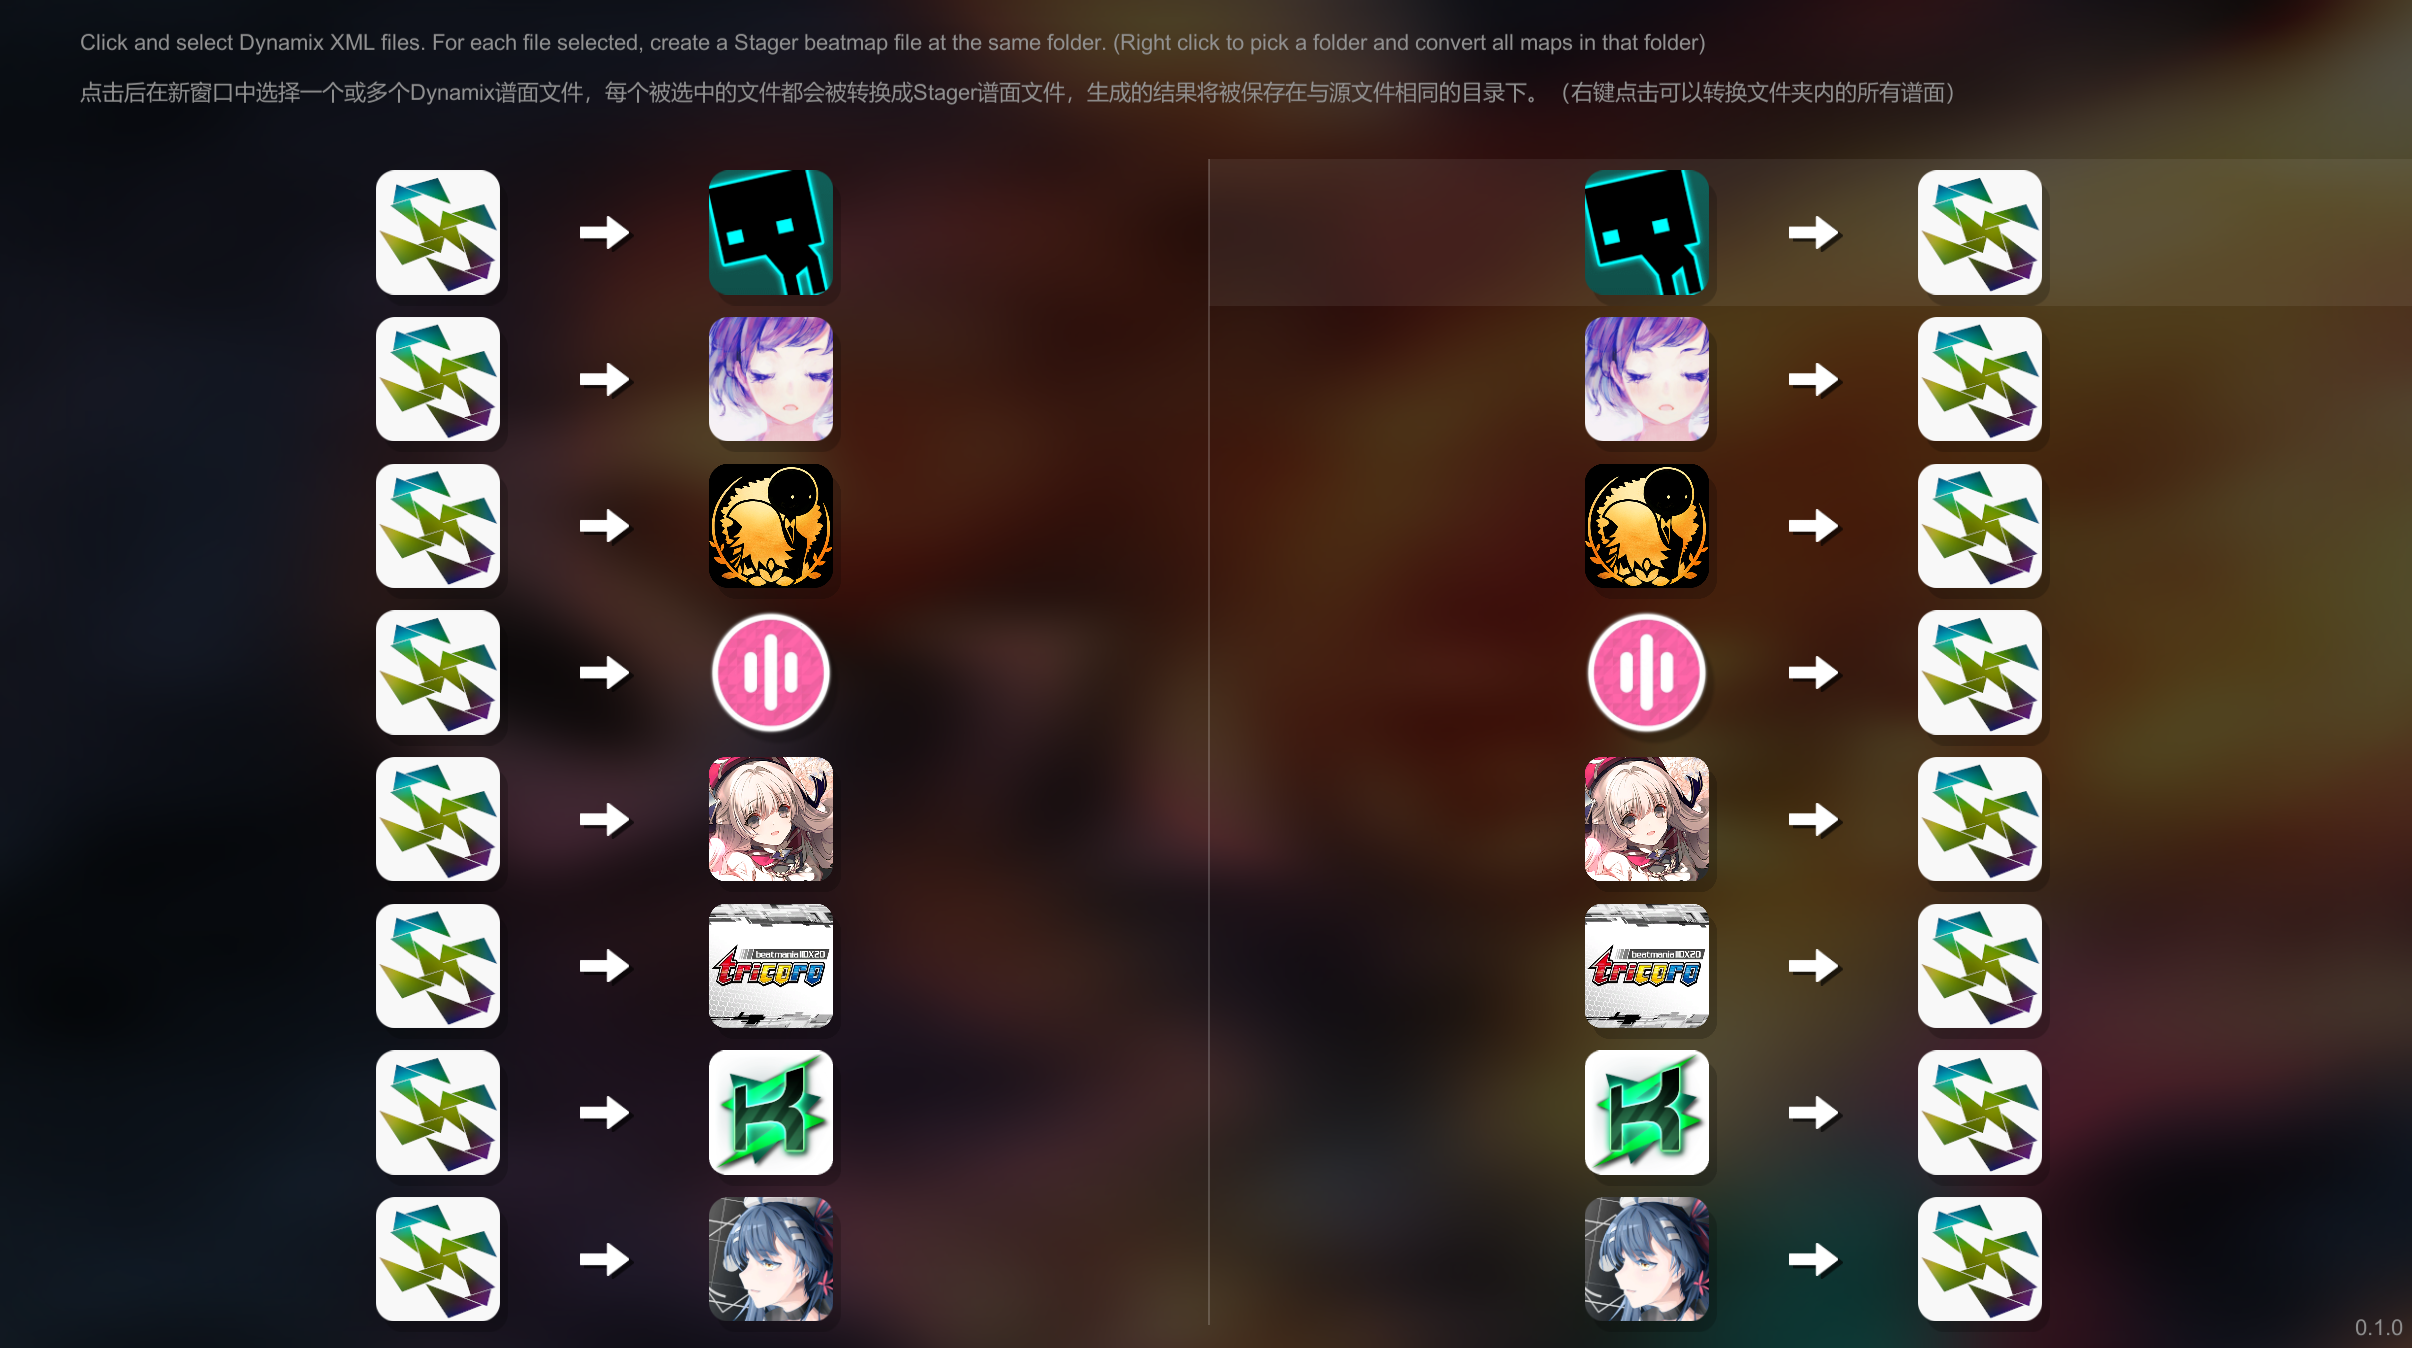 Click and select Dynamix XML files. For each file selected, create a Stager beatmap file at the same folder. (Right click to pick a folder and convert all maps in that folder)
点击后在新窗口中选择一个或多个Dynamix谱面文件，每个被选中的文件都会被转换成Stager谱面文件，生成的结果将被保存在与源文件相同的目录下。（右键点击可以转换文件夹内的所有谱面）
beatmania IIDX20
tricoro
beatmania IIDX20
tricoro
0.1.0